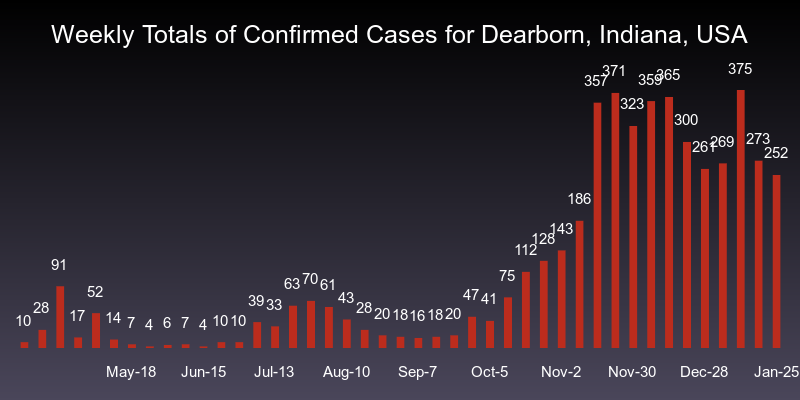 Weekly Totals of Confirmed Cases for Dearborn, Indiana, USA
10 28 91 17 52 14 7 4 6 7 4 10 10 39 33 63 70 61 43 28 20 18 16 18 20 47 41 75 112 128 143 186 357 371 323 359 365 300 261 269 375 273 252
May-18 Jun-15 Jul-13 Aug-10 Sep-7 Oct-5 Nov-2 Nov-30 Dec-28 Jan-25